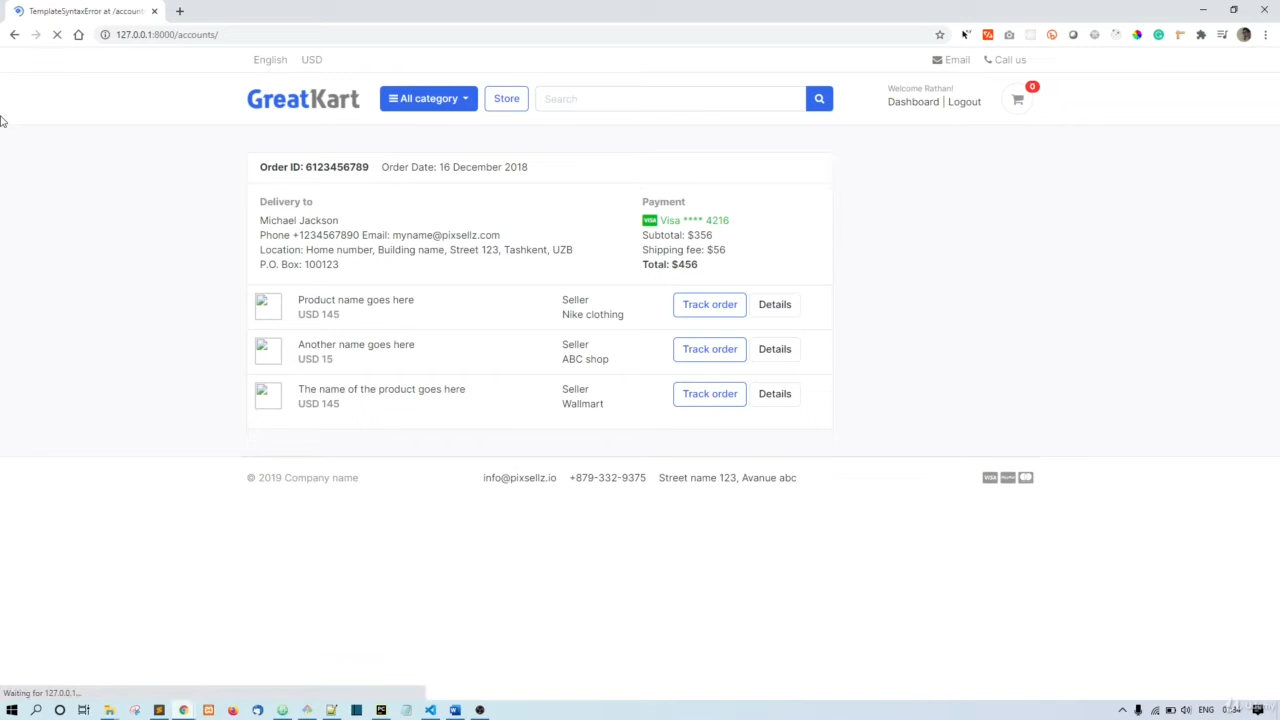 TemplateSyntaxError at /account
127.0.0.1:8000/accounts/
English USD Email Call us
GreatKart All category Store Search Welcome Rathan! 0
Dashboard | Logout
Order ID: 6123456789 Order Date: 16 December 2018
Delivery to Payment
Michael Jackson VISA Visa **** 4216
Phone +1234567890 Email: myname@pixsellz.com Subtotal: $356
Location: Home number, Building name, Street 123, Tashkent, UZB Shipping fee: $56
P.O. Box: 100123 Total: $456
Product name goes here Seller Track order Details
USD 145 Nike clothing
Another name goes here Seller Track order Details
USD 15 ABC shop
The name of the product goes here Seller Track order Details
USD 145 Wallmart
© 2019 Company name info@pixsellz.io +879-332-9375 Street name 123, Avanue abc VISA PayPal
Waiting for 127.0.0.1...
ENG